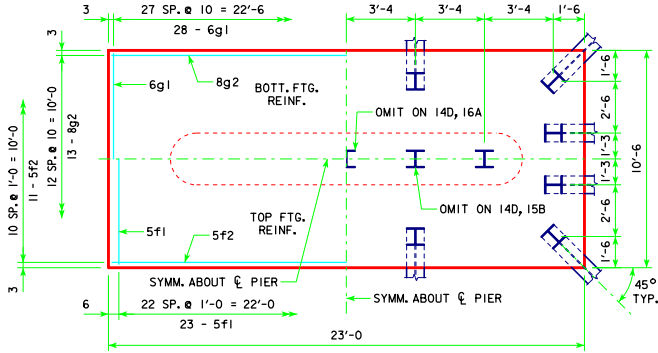 3
27 SP. @ 10 = 22'-6
28 - 6g1
3'-4
3'-4
3'-4
1'-6
3
12 SP. @ 10 = 10'-0
13 - 8g2
10 SP. @ 1'-0 = 10'-0
11 - 5f2
3
6g1
8g2
BOTT. FTG.
REINF.
OMIT ON 14D, 16A
OMIT ON 14D, 15B
TOP FTG.
REINF.
5f1
5f2
SYMM. ABOUT ℄ PIER
SYMM. ABOUT ℄ PIER
1'-6
2'-6
1'-3
1'-3
2'-6
1'-6
10'-6
45°
TYP.
6
22 SP. @ 1'-0 = 22'-0
23 - 5f1
23'-0